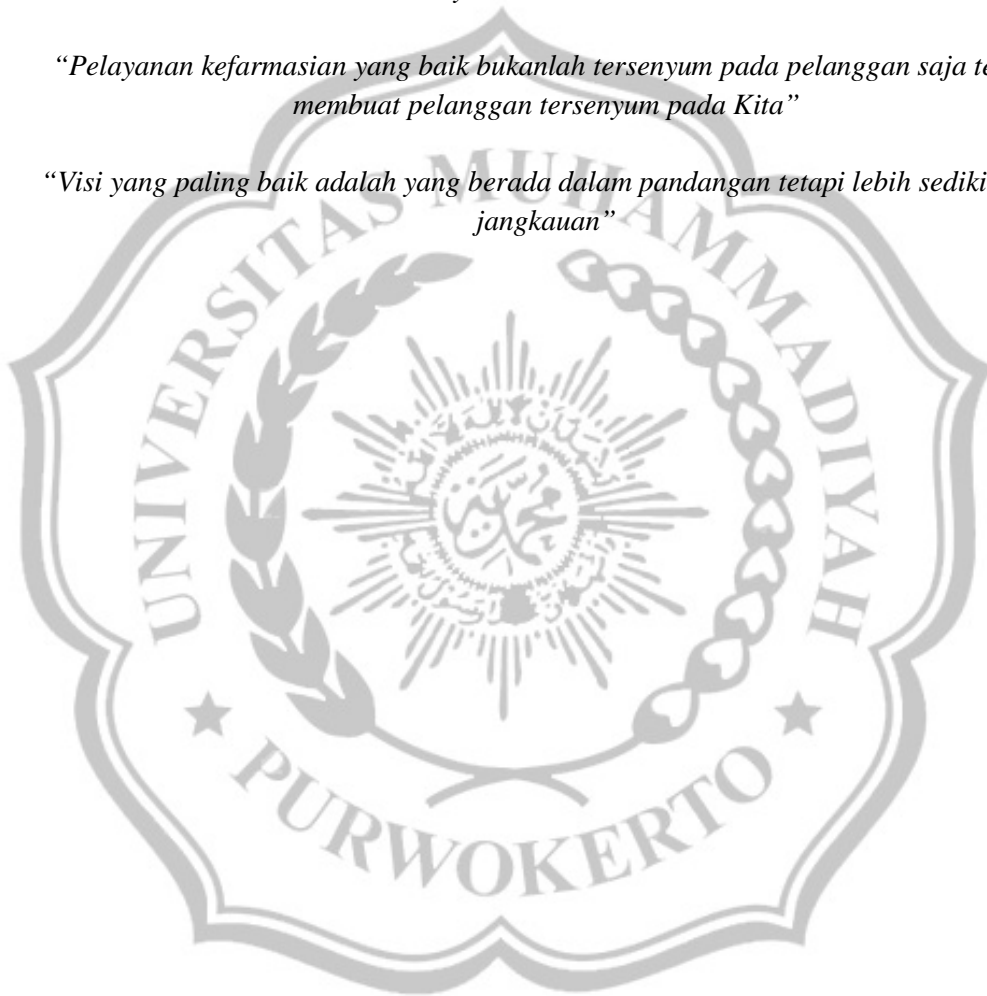 “Pelayanan kefarmasian yang baik bukanlah tersenyum pada pelanggan saja te
membuat pelanggan tersenyum pada Kita”
“Visi yang paling baik adalah yang berada dalam pandangan tetapi lebih sediki
jangkauan”
UNIVERSITAS MUHAMMADIYAH
PURWOKERTO
محمد